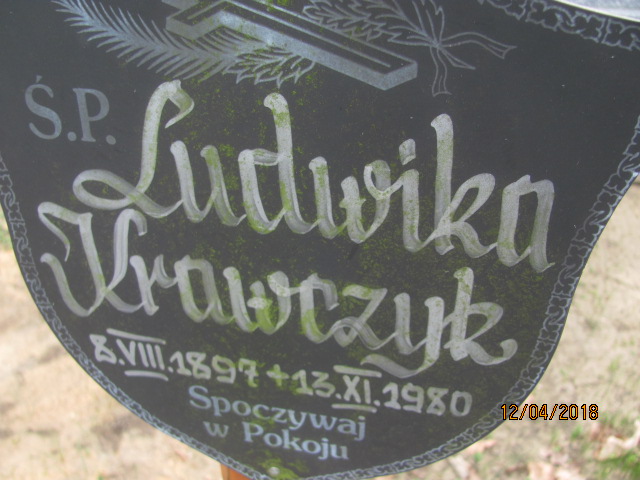 Ś.P.
Ludwika
Krawczyk
8.VIII.1897+13.XI.1980
Spoczywaj
w Pokoju
12/04/2018